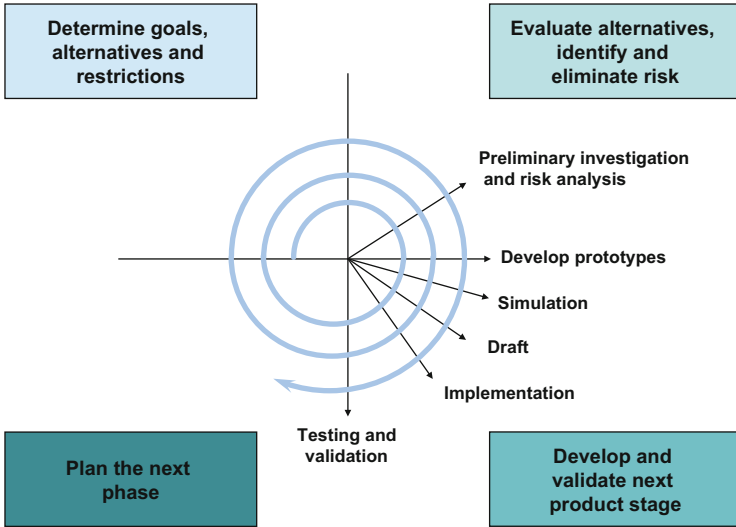 Determine goals,
alternatives and
restrictions
Evaluate alternatives,
identify and
eliminate risk
Preliminary investigation
and risk analysis
Develop prototypes
Simulation
Draft
Implementation
Testing and
validation
Plan the next
phase
Develop and
validate next
product stage